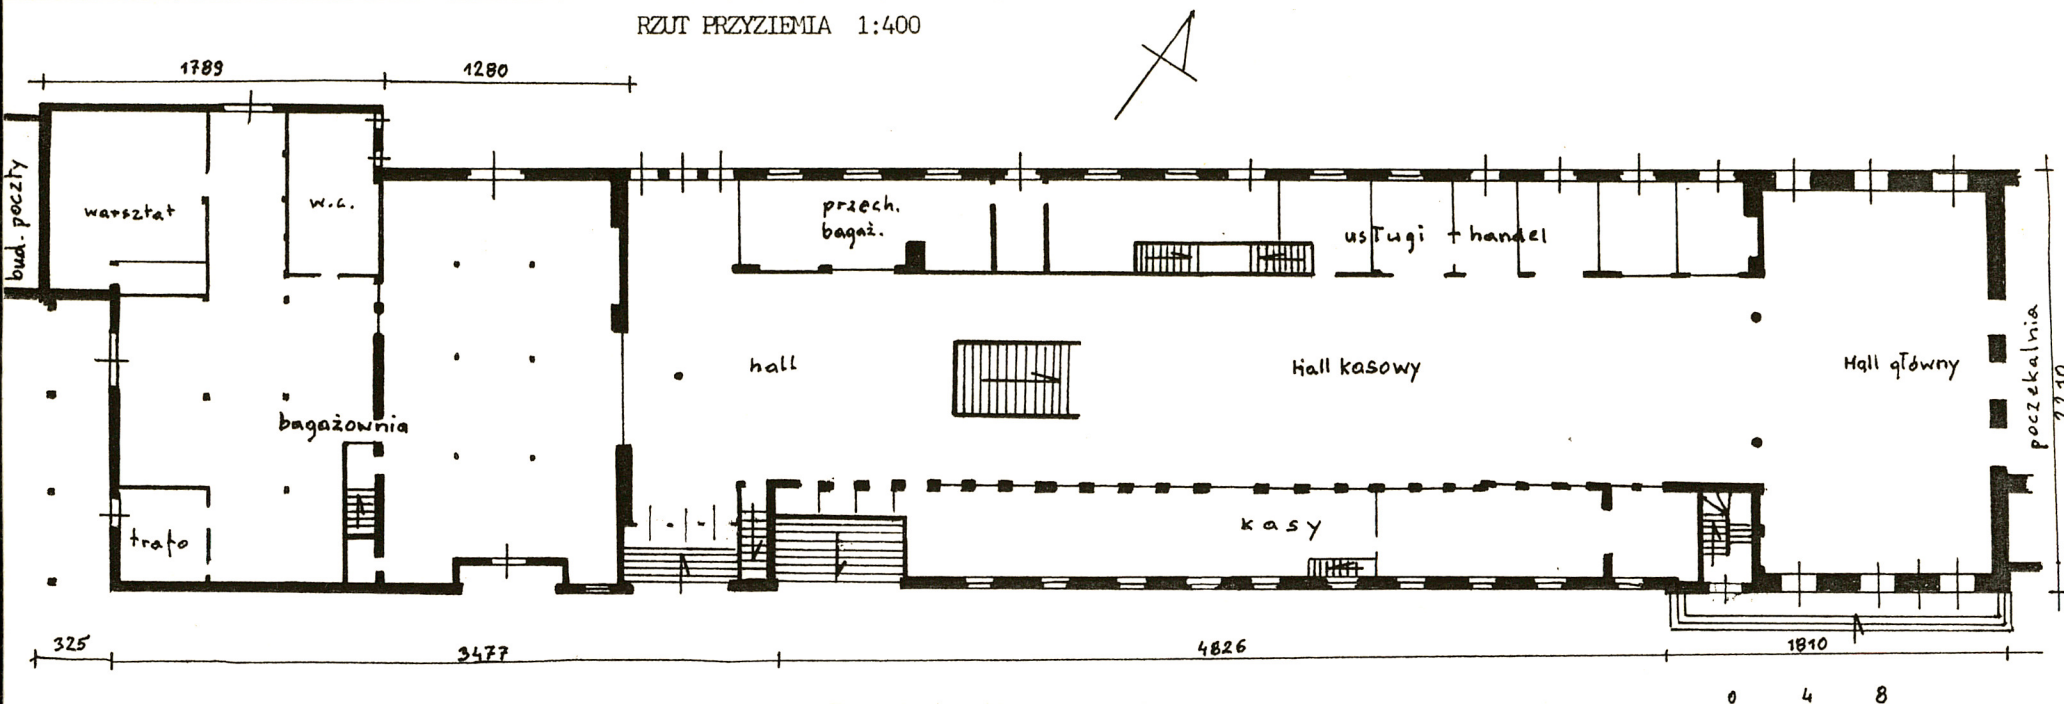 RZUT PRZYZIEMIA 1:400
1789
1280
bud. poczty
warsztat
w.c.
przech.
bagaż.
usługi + handel
hall
Hall kasowy
Hall główny
poczekalnia
2210
bagażownia
trafo
kasy
325
3477
4826
1810
0 4 8